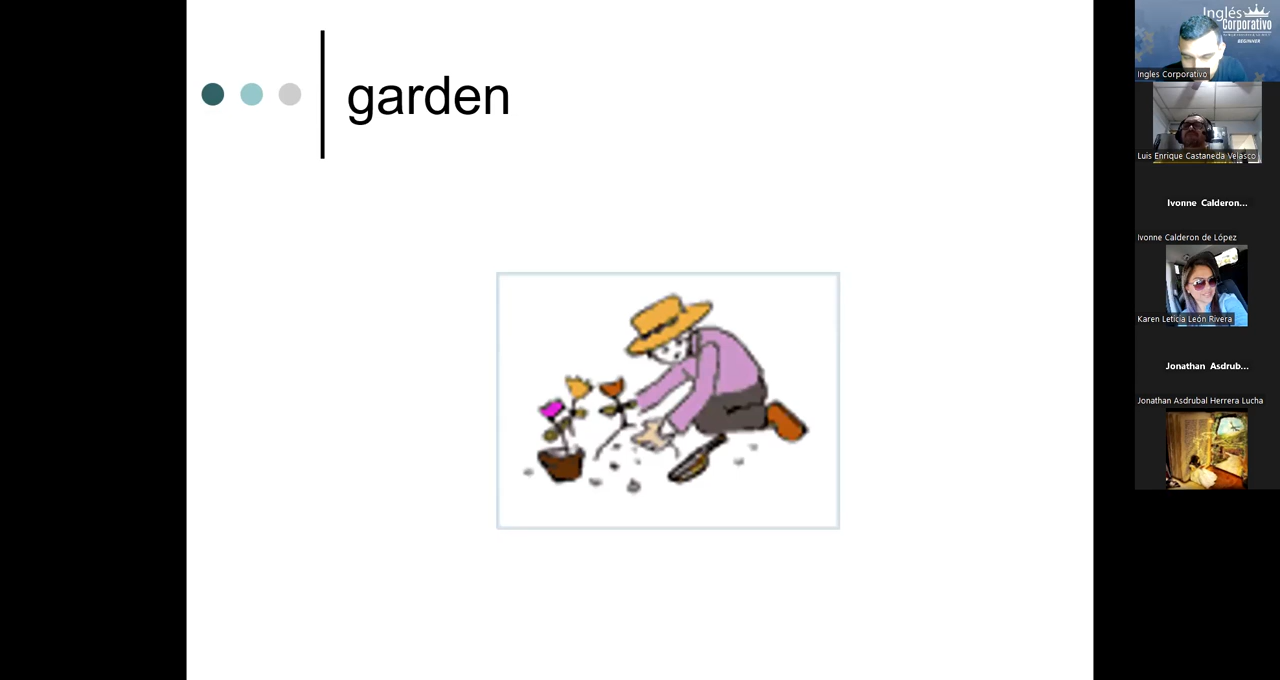 garden
Inglés
Corporativo
BEGINNER
Ingles Corporativo
Luis Enrique Castaneda Velasco
Ivonne Calderon...
Ivonne Calderon de López
Karen Leticia León Rivera
Jonathan Asdrub...
Jonathan Asdrubal Herrera Lucha